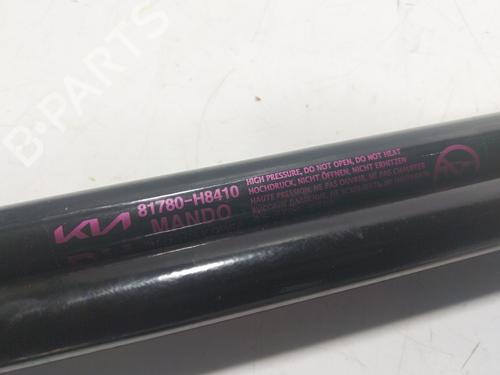 B-PARTS
KIA 81780-H8410
MANDO
HIGH PRESSURE, DO NOT OPEN, DO NOT HEAT
HOCHDRUCK, NICHT ÖFFNEN, NICHT ERHITZEN
HAUTE PRESSION, NE PAS OUVRIR, NE PAS CHAUFFER